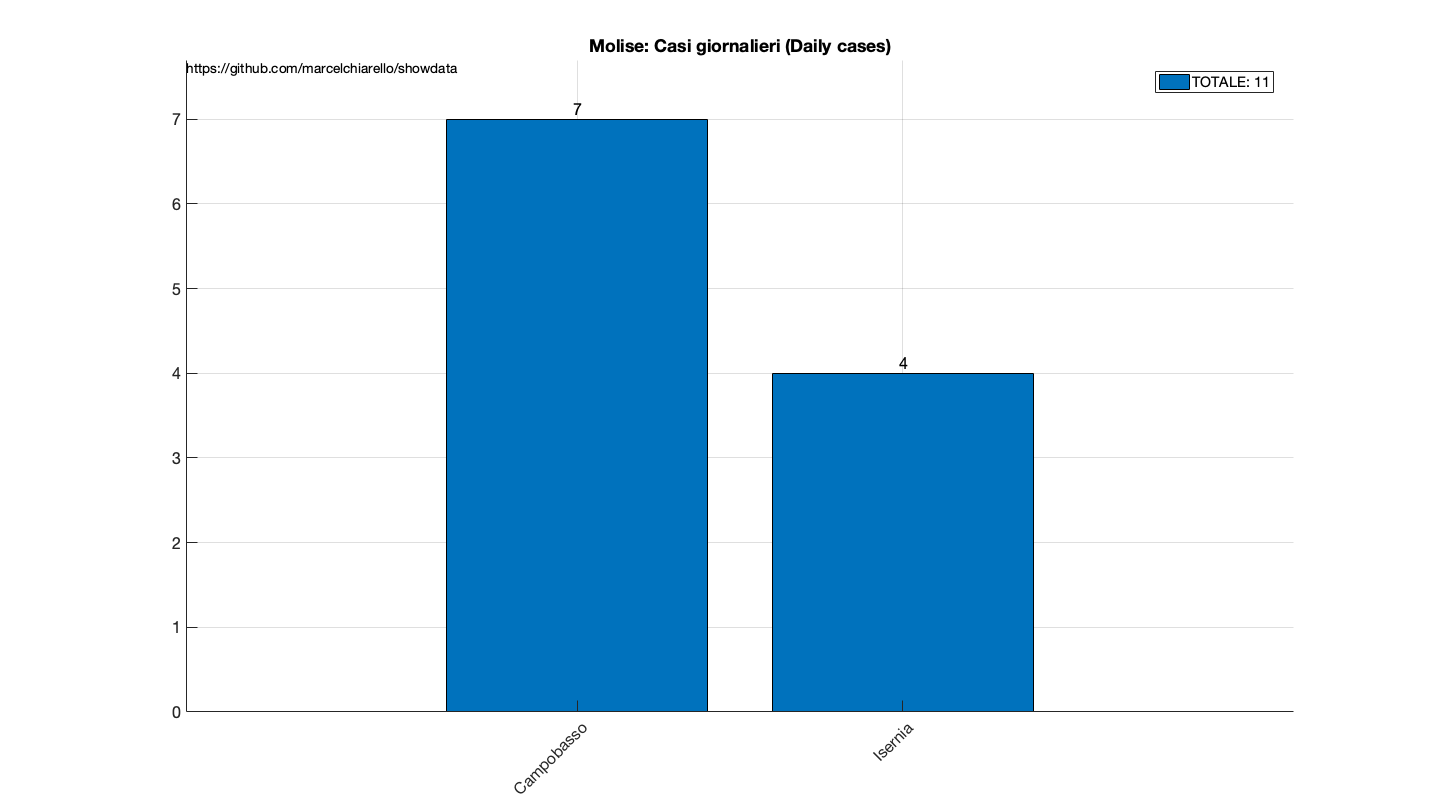 Molise: Casi giornalieri (Daily cases)
https://github.com/marcelchiarello/showdata
TOTALE: 11
7
6
5
4
3
2
1
0
7
4
Campobasso
Isernia